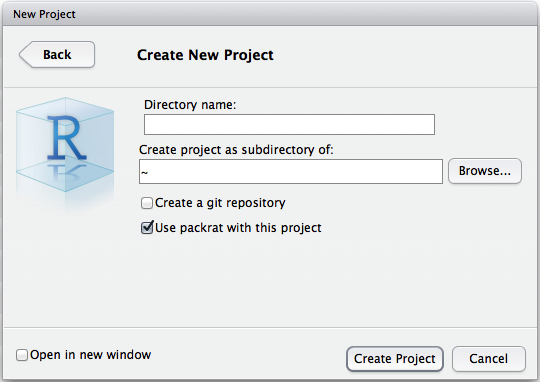 New Project
Back
Create New Project
R
Directory name:
Create project as subdirectory of:
~
Browse...
Create a git repository
Use packrat with this project
Open in new window
Create Project
Cancel